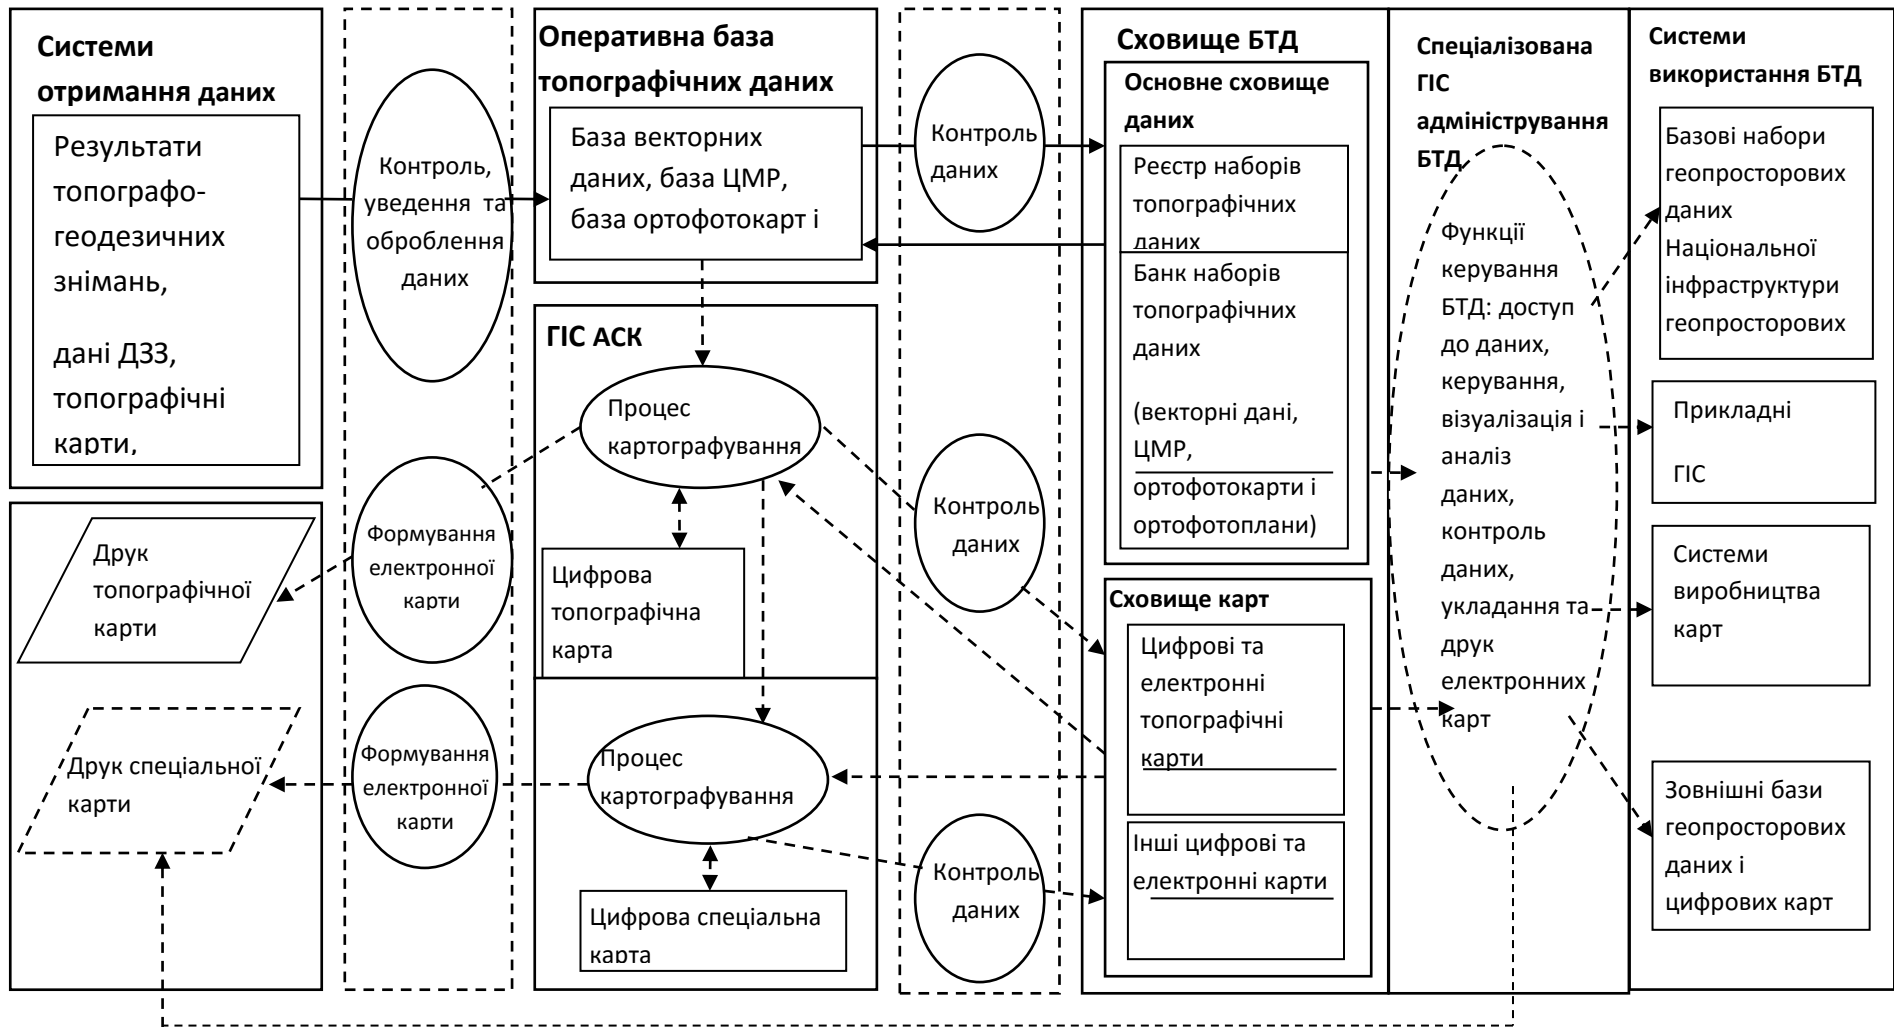 Системи
отримання даних
Результати
топографо-
геодезичних
знімань,
дані ДЗЗ,
топографічні
карти,
Друк
топографічної
карти
Друк спеціальної
карти
Контроль,
уведення та
оброблення
даних
Формування
електронної
карти
Формування
електронної
карти
Оперативна база
топографічних даних
База векторних
даних, база ЦМР,
база ортофотокарт і
ГІС АСК
Процес
картографування
Цифрова
топографічна
карта
Процес
картографування
Цифрова спеціальна
карта
Контроль
даних
Контроль
даних
Контроль
даних
Сховище БТД
Основне сховище
даних
Реєстр наборів
топографічних
даних
Банк наборів
топографічних
даних
(векторні дані,
ЦМР,
ортофотокарти і
ортофотоплани)
Сховище карт
Цифрові та
електронні
топографічні
карти
Інші цифрові та
електронні карти
Спеціалізована
ГІС
адміністрування
БТД
Функції
керування
БТД: доступ
до даних,
керування,
візуалізація і
аналіз
даних,
контроль
даних,
укладання та
друк
електронних
карт
Системи
використання БТД
Базові набори
геопросторових
даних
Національної
інфраструктури
геопросторових
Прикладні
ГІС
Системи
виробництва
карт
Зовнішні бази
геопросторових
даних і
цифрових карт